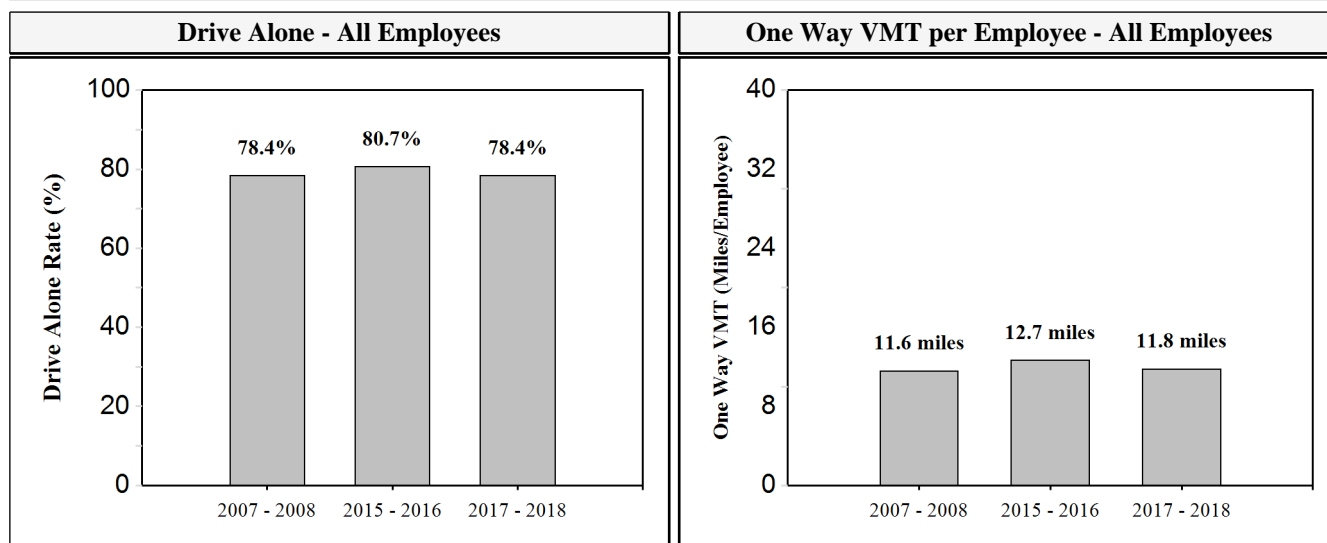 Drive Alone - All Employees
One Way VMT per Employee - All Employees
Drive Alone Rate (%)
100
80
60
40
20
0
78.4%
80.7%
78.4%
2007 - 2008
2015 - 2016
2017 - 2018
One Way VMT (Miles/Employee)
40
32
24
16
8
0
11.6 miles
12.7 miles
11.8 miles
2007 - 2008
2015 - 2016
2017 - 2018